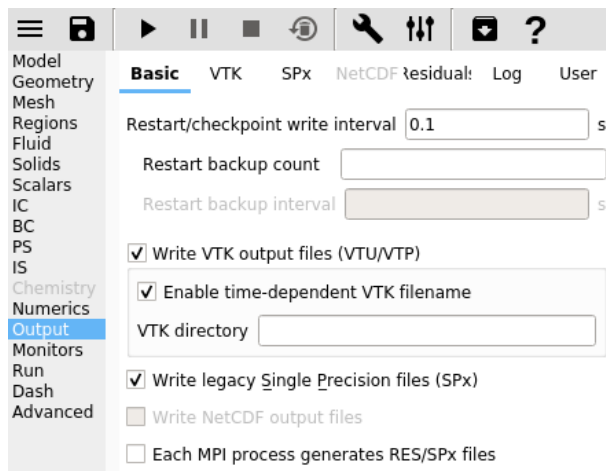 ?
Model
Geometry
Mesh
Regions
Fluid
Solids
Scalars
IC
BC
PS
IS
Chemistry
Numerics
Output
Monitors
Run
Dash
Advanced
Basic VTK SPx NetCDF Residuals Log User
Restart/checkpoint write interval 0.1 s
Restart backup count
Restart backup interval s
Write VTK output files (VTU/VTP)
Enable time-dependent VTK filename
VTK directory
Write legacy Single Precision files (SPx)
Write NetCDF output files
Each MPI process generates RES/SPx files